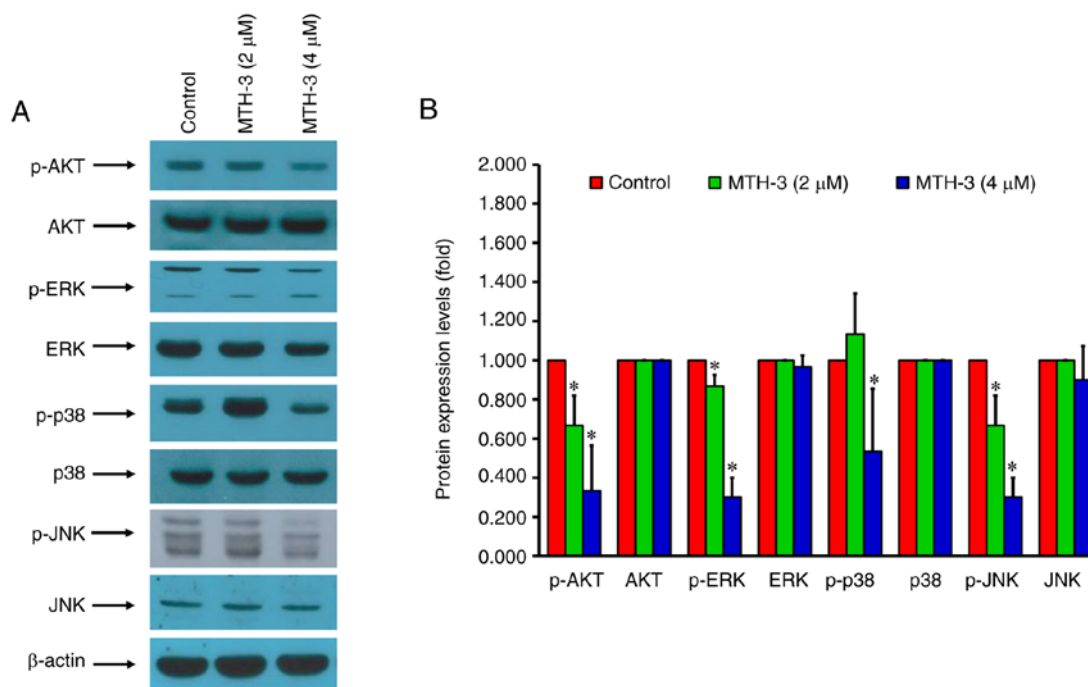 A
Control
MTH-3 (2 μM)
MTH-3 (4 μM)
p-AKT
AKT
p-ERK
ERK
p-p38
p38
p-JNK
JNK
β-actin
B
Protein expression levels (fold)
2.000
1.800
1.600
1.400
1.200
1.000
0.800
0.600
0.400
0.200
0.000
Control MTH-3 (2 μM) MTH-3 (4 μM)
* * * * * * *
p-AKT AKT p-ERK ERK p-p38 p38 p-JNK JNK